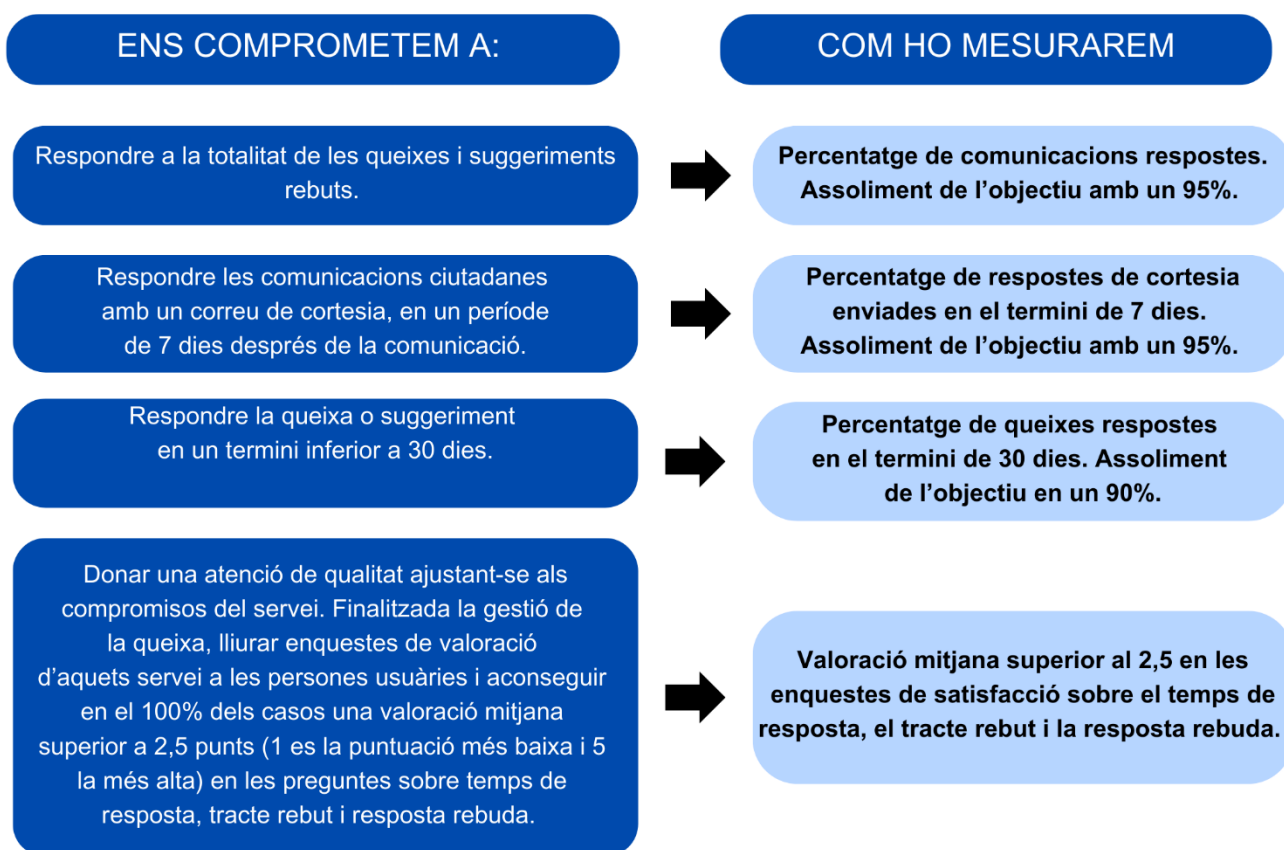 ENS COMPROMETEM A:
COM HO MESURAREM
Respondre a la totalitat de les queixes i suggeriments
rebuts.
Percentatge de comunicacions respostes.
Assoliment de l’objectiu amb un 95%.
Respondre les comunicacions ciutadanes
amb un correu de cortesia, en un període
de 7 dies després de la comunicació.
Percentatge de respostes de cortesia
enviades en el termini de 7 dies.
Assoliment de l’objectiu amb un 95%.
Respondre la queixa o suggeriment
en un termini inferior a 30 dies.
Percentatge de queixes respostes
en el termini de 30 dies. Assoliment
de l’objectiu en un 90%.
Donar una atenció de qualitat ajustant-se als
compromisos del servei. Finalitzada la gestió de
la queixa, lliurar enquestes de valoració
d’aquets servei a les persones usuàries i aconseguir
en el 100% dels casos una valoració mitjana
superior a 2,5 punts (1 es la puntuació més baixa i 5
la més alta) en les preguntes sobre temps de
resposta, tracte rebut i resposta rebuda.
Valoració mitjana superior al 2,5 en les
enquestes de satisfacció sobre el temps de
resposta, el tracte rebut i la resposta rebuda.